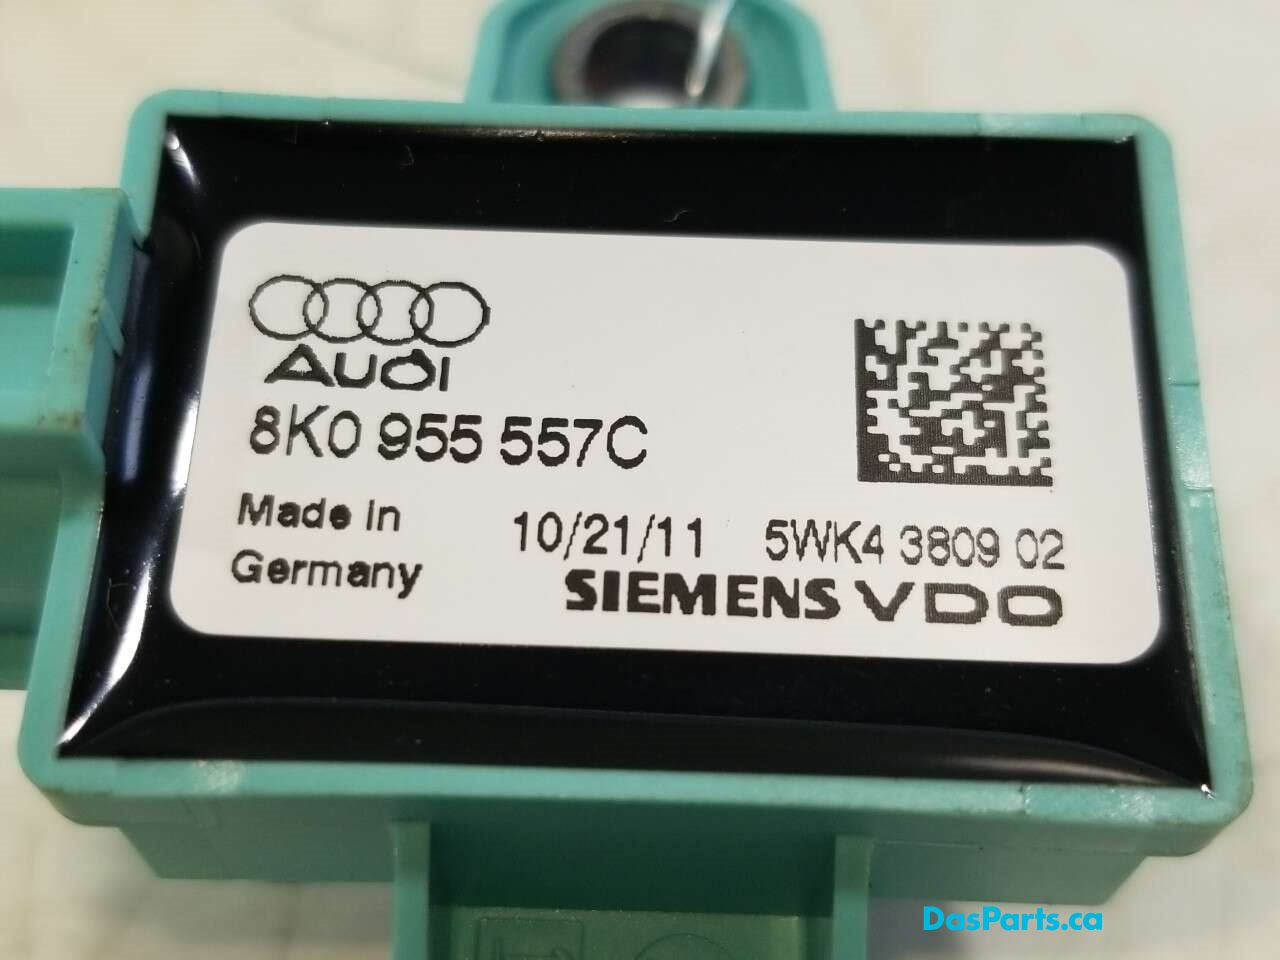 AUDI
8K0 955 557C
Made in
Germany
10/21/11 5WK4 3809 02
SIEMENS VDO
DasParts.ca